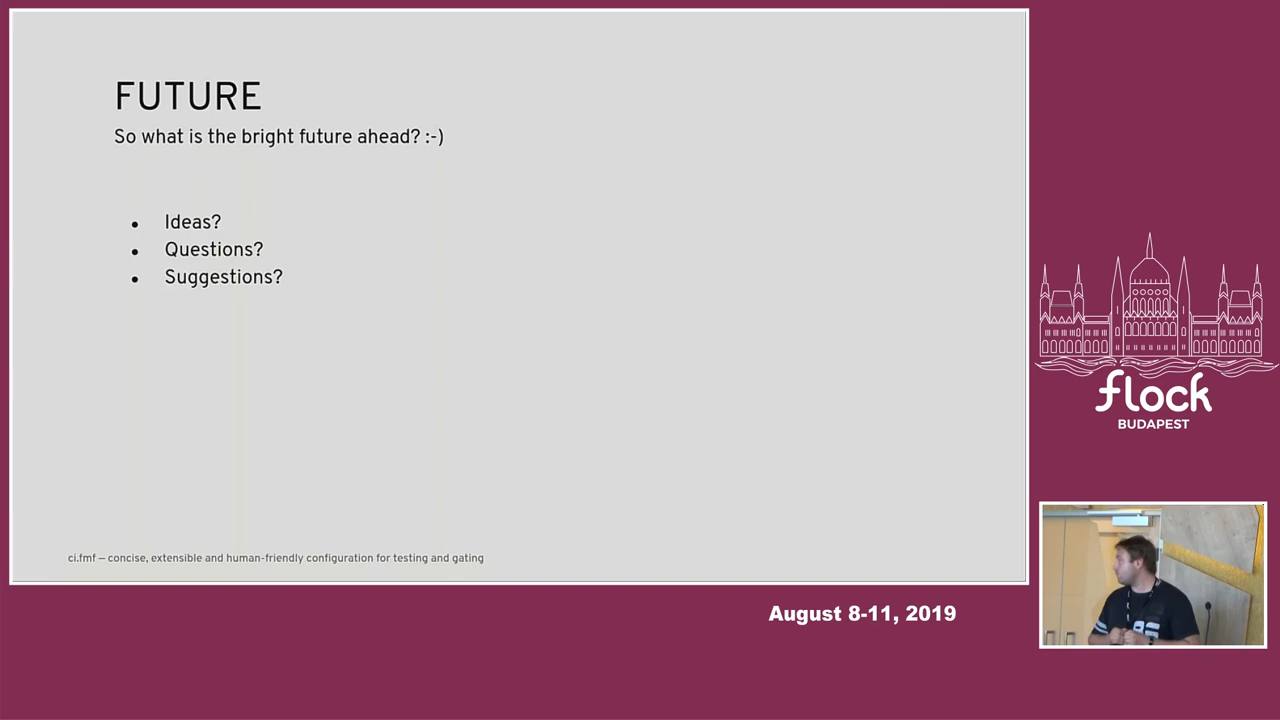 FUTURE
So what is the bright future ahead? :-)
• Ideas?
• Questions?
• Suggestions?
ci.fmf – concise, extensible and human-friendly configuration for testing and gating
flock
BUDAPEST
August 8-11, 2019